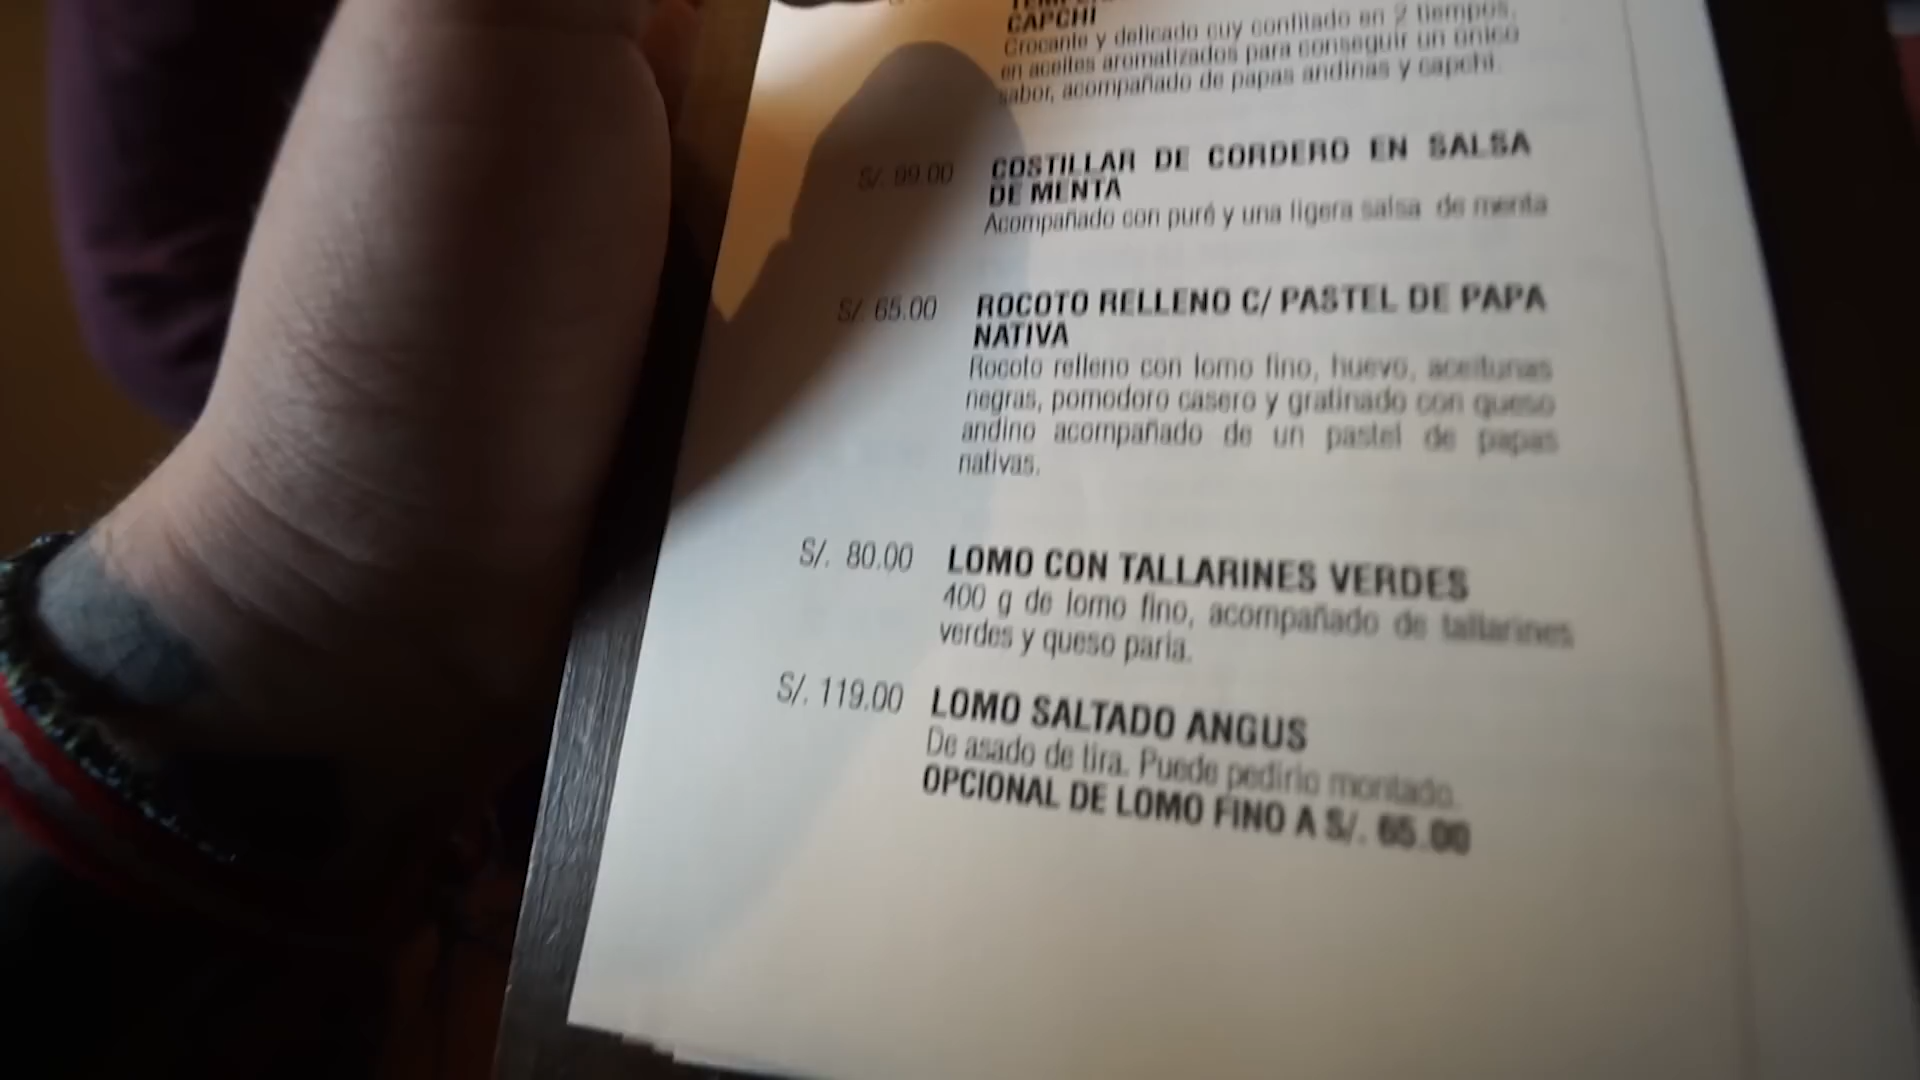 CAPCHI
Crocante y delicado cuy confitado en 2 tiempos,
en aceites aromatizados para conseguir un único
sabor, acompañado de papas andinas y capchi.
S/. 99.00 COSTILLAR DE CORDERO EN SALSA
DE MENTA
Acompañado con puré y una ligera salsa de menta
S/. 65.00 ROCOTO RELLENO C/ PASTEL DE PAPA
NATIVA
Rocoto relleno con lomo fino, huevo, aceitunas
negras, pomodoro casero y gratinado con queso
andino acompañado de un pastel de papas
nativas.
S/. 80.00 LOMO CON TALLARINES VERDES
400 g de lomo fino, acompañado de tallarines
verdes y queso paria.
S/. 119.00 LOMO SALTADO ANGUS
De asado de tira. Puede pedirlo montado.
OPCIONAL DE LOMO FINO A S/. 65.00